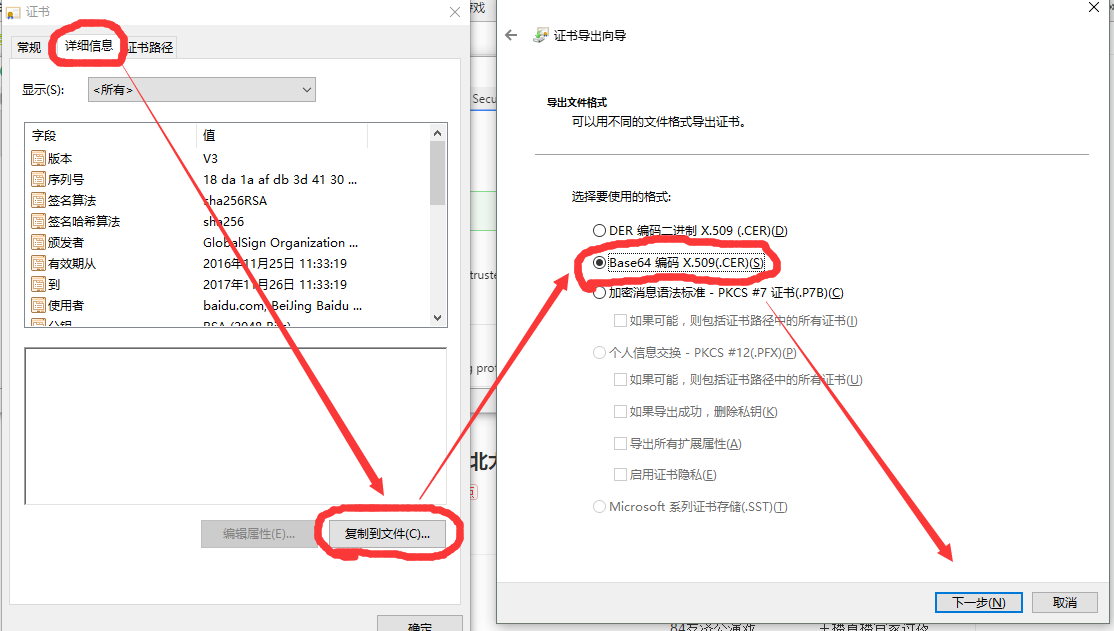 证书
常规
详细信息
证书路径
显示(S):
<所有>
字段
值
版本
V3
序列号
18 da 1a af db 3d 41 30 ...
签名算法
sha256RSA
签名哈希算法
sha256
颁发者
GlobalSign Organization ...
有效期从
2016年11月25日 11:33:19
到
2017年11月26日 11:33:19
使用者
baidu.com, BeiJing Baidu ...
公钥
RSA (2048 Bits)
编辑属性(E)...
复制到文件(C)...
确定
戏
Secu
truste
g prot
北
证书导出向导
导出文件格式
可以用不同的文件格式导出证书。
选择要使用的格式:
DER 编码二进制 X.509 (.CER)(D)
Base64 编码 X.509(.CER)(S)
加密消息语法标准 - PKCS #7 证书(.P7B)(C)
如果可能，则包括证书路径中的所有证书(I)
个人信息交换 - PKCS #12(.PFX)(P)
如果可能，则包括证书路径中的所有证书(U)
如果导出成功，删除私钥(K)
导出所有扩展属性(A)
启用证书隐私(E)
Microsoft 系列证书存储(.SST)(T)
下一步(N)
取消